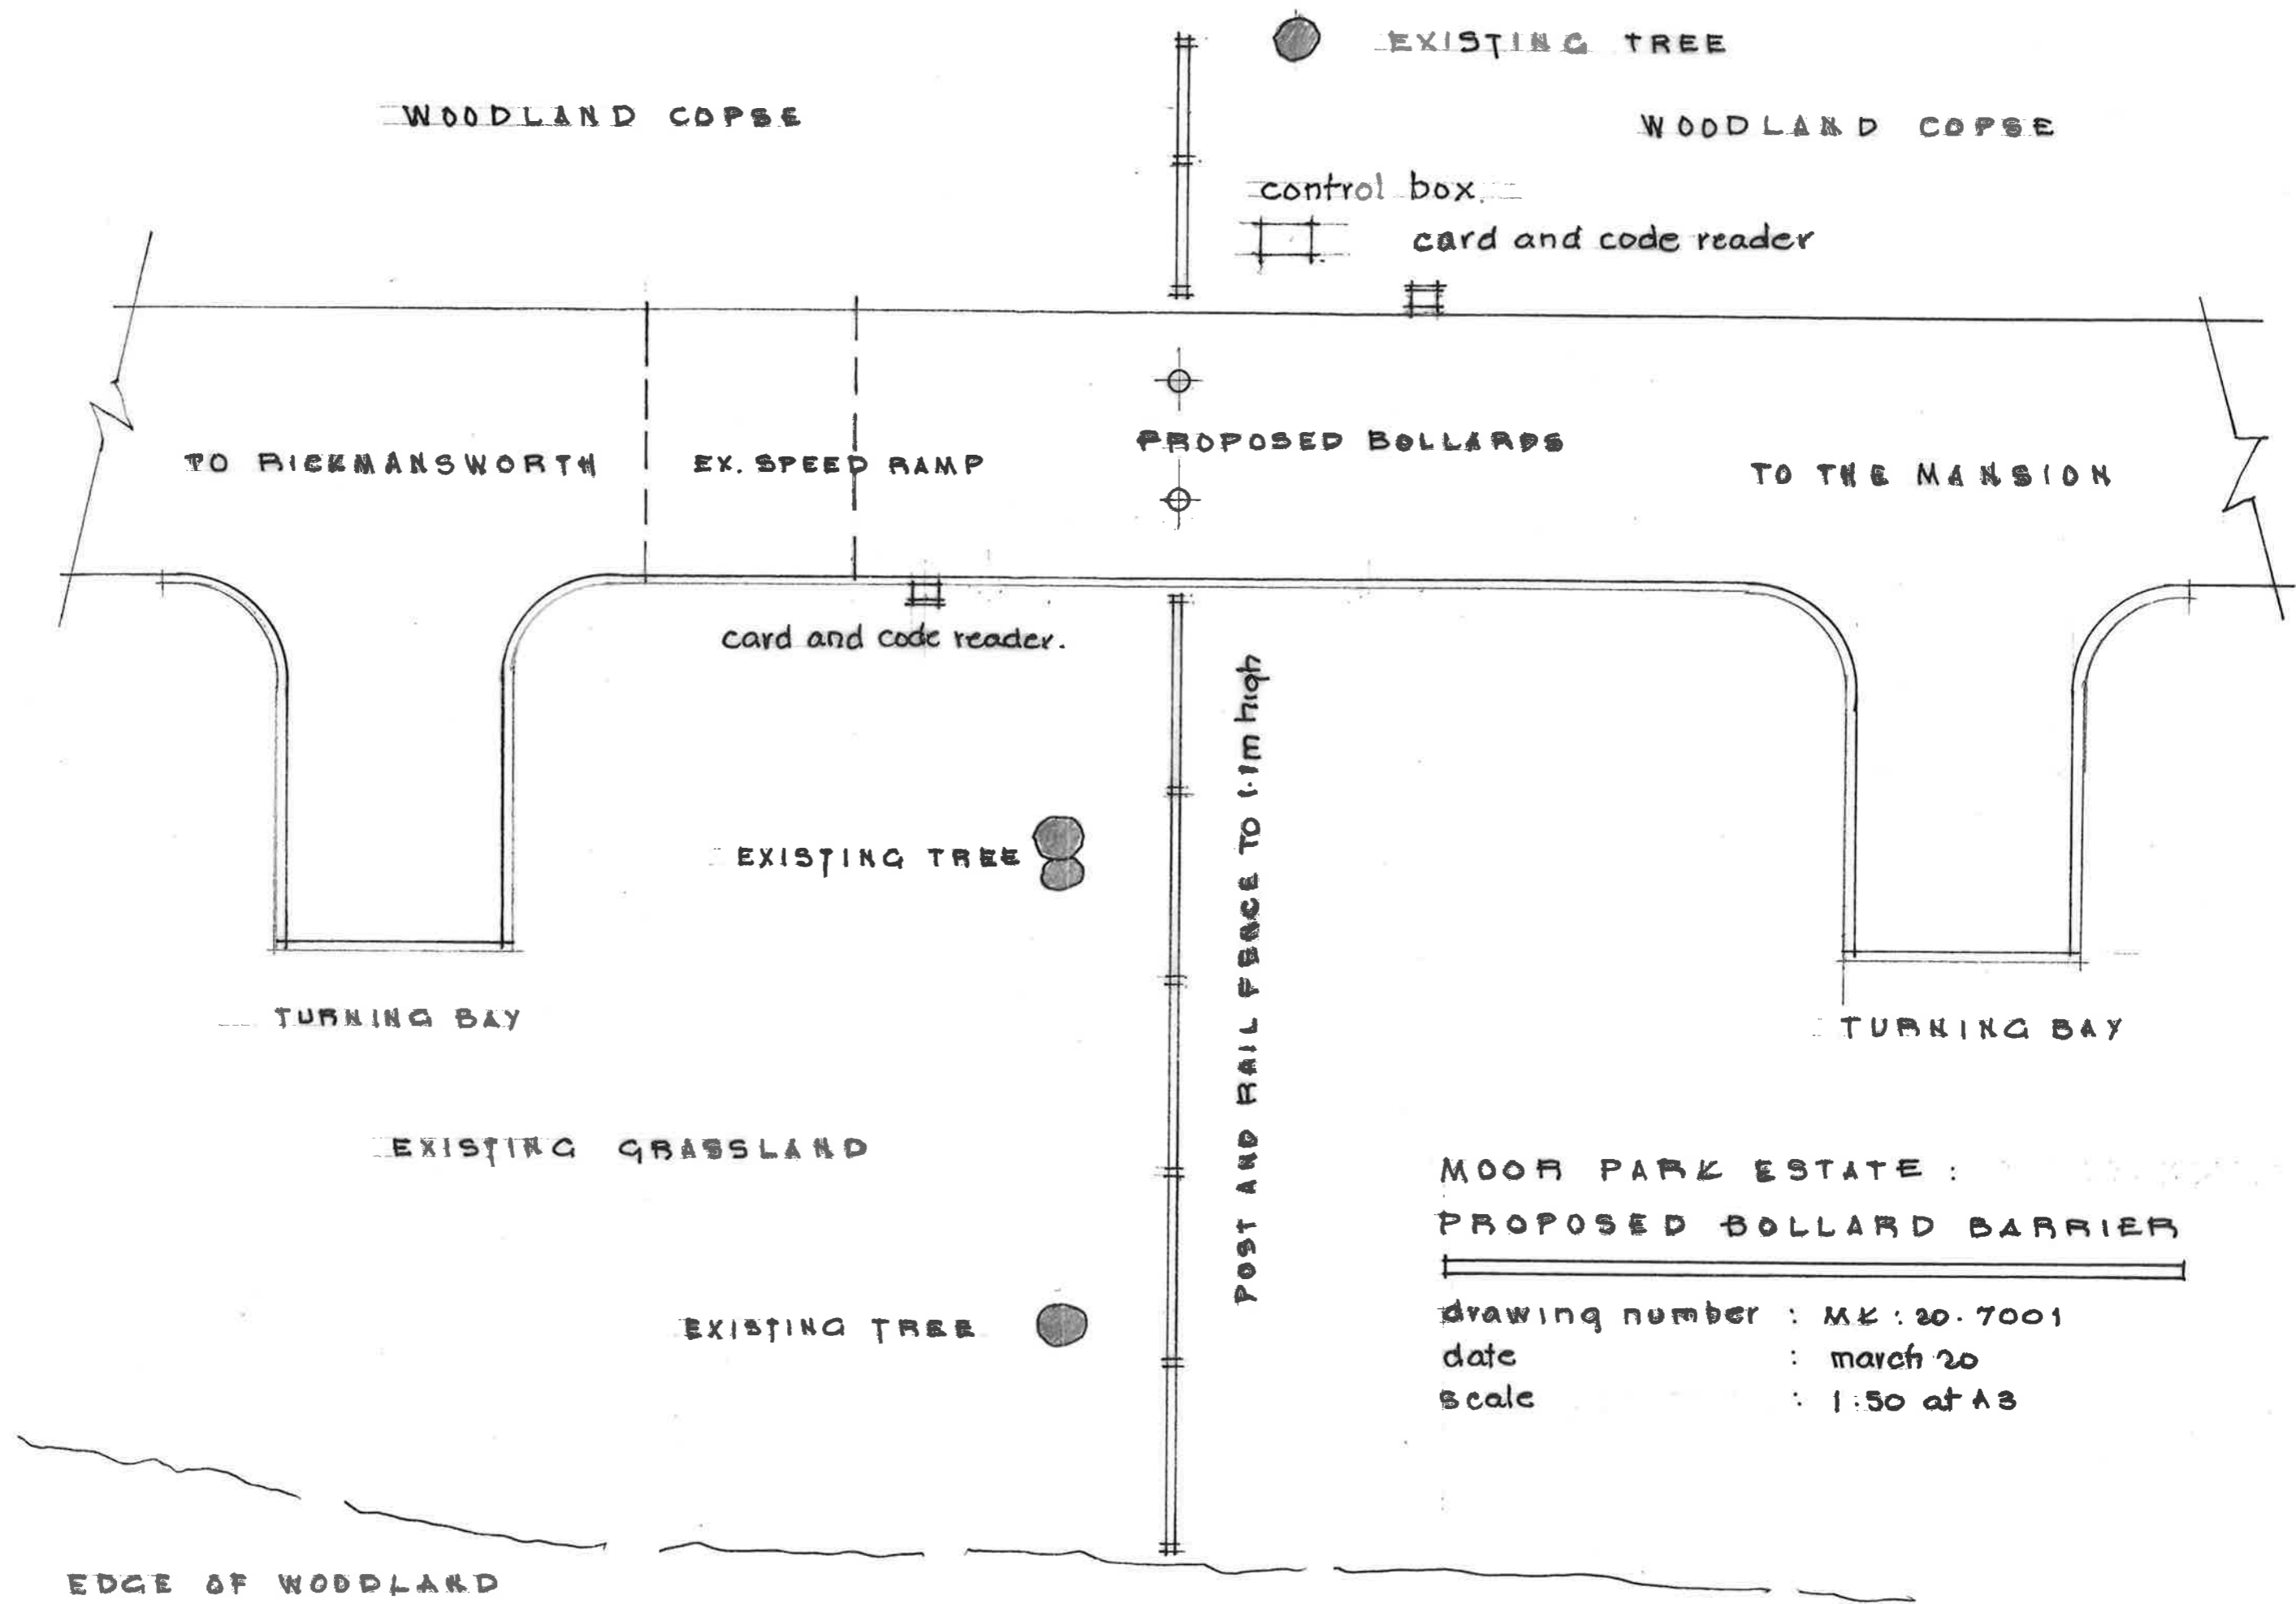 EXISTING TREE
WOODLAND COPSE
WOODLAND COPSE
control box.
card and code reader
PROPOSED BOLLARDS
TO RICKMANSWORTH
EX. SPEED RAMP
TO THE MANSION
card and code reader.
POST AND RAIL FENCE TO 1.1m high
EXISTING TREE
TURNING BAY
TURNING BAY
EXISTING GRASSLAND
MOOR PARK ESTATE :
PROPOSED BOLLARD BARRIER
drawing number : MK : 20. 7001
date : march 20
scale : 1:50 at A3
EXISTING TREE
EDGE OF WOODLAND